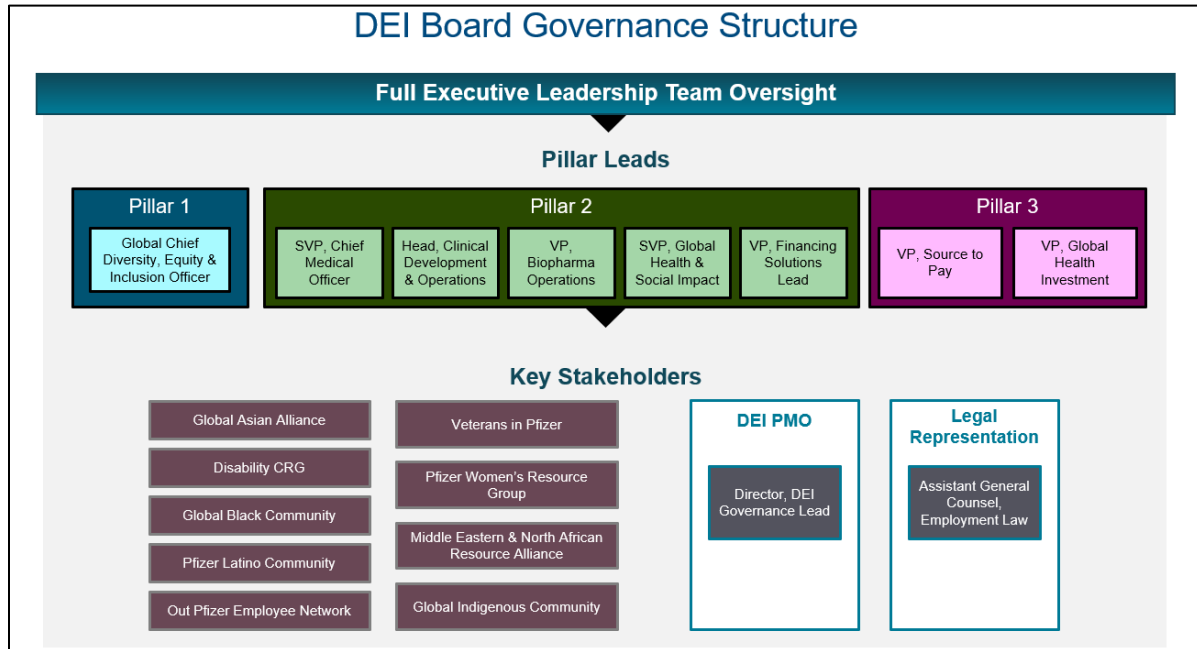 DEI Board Governance Structure
Full Executive Leadership Team Oversight
Pillar Leads
Pillar 1
Global Chief
Diversity, Equity &
Inclusion Officer
Pillar 2
SVP, Chief
Medical
Officer
Head, Clinical
Development
& Operations
VP,
Biopharma
Operations
SVP, Global
Health &
Social Impact
VP, Financing
Solutions
Lead
Pillar 3
VP, Source to
Pay
VP, Global
Health
Investment
Key Stakeholders
Global Asian Alliance
Disability CRG
Global Black Community
Pfizer Latino Community
Out Pfizer Employee Network
Veterans in Pfizer
Pfizer Women's Resource
Group
Middle Eastern & North African
Resource Alliance
Global Indigenous Community
DEI PMO
Director, DEI
Governance Lead
Legal
Representation
Assistant General
Counsel,
Employment Law